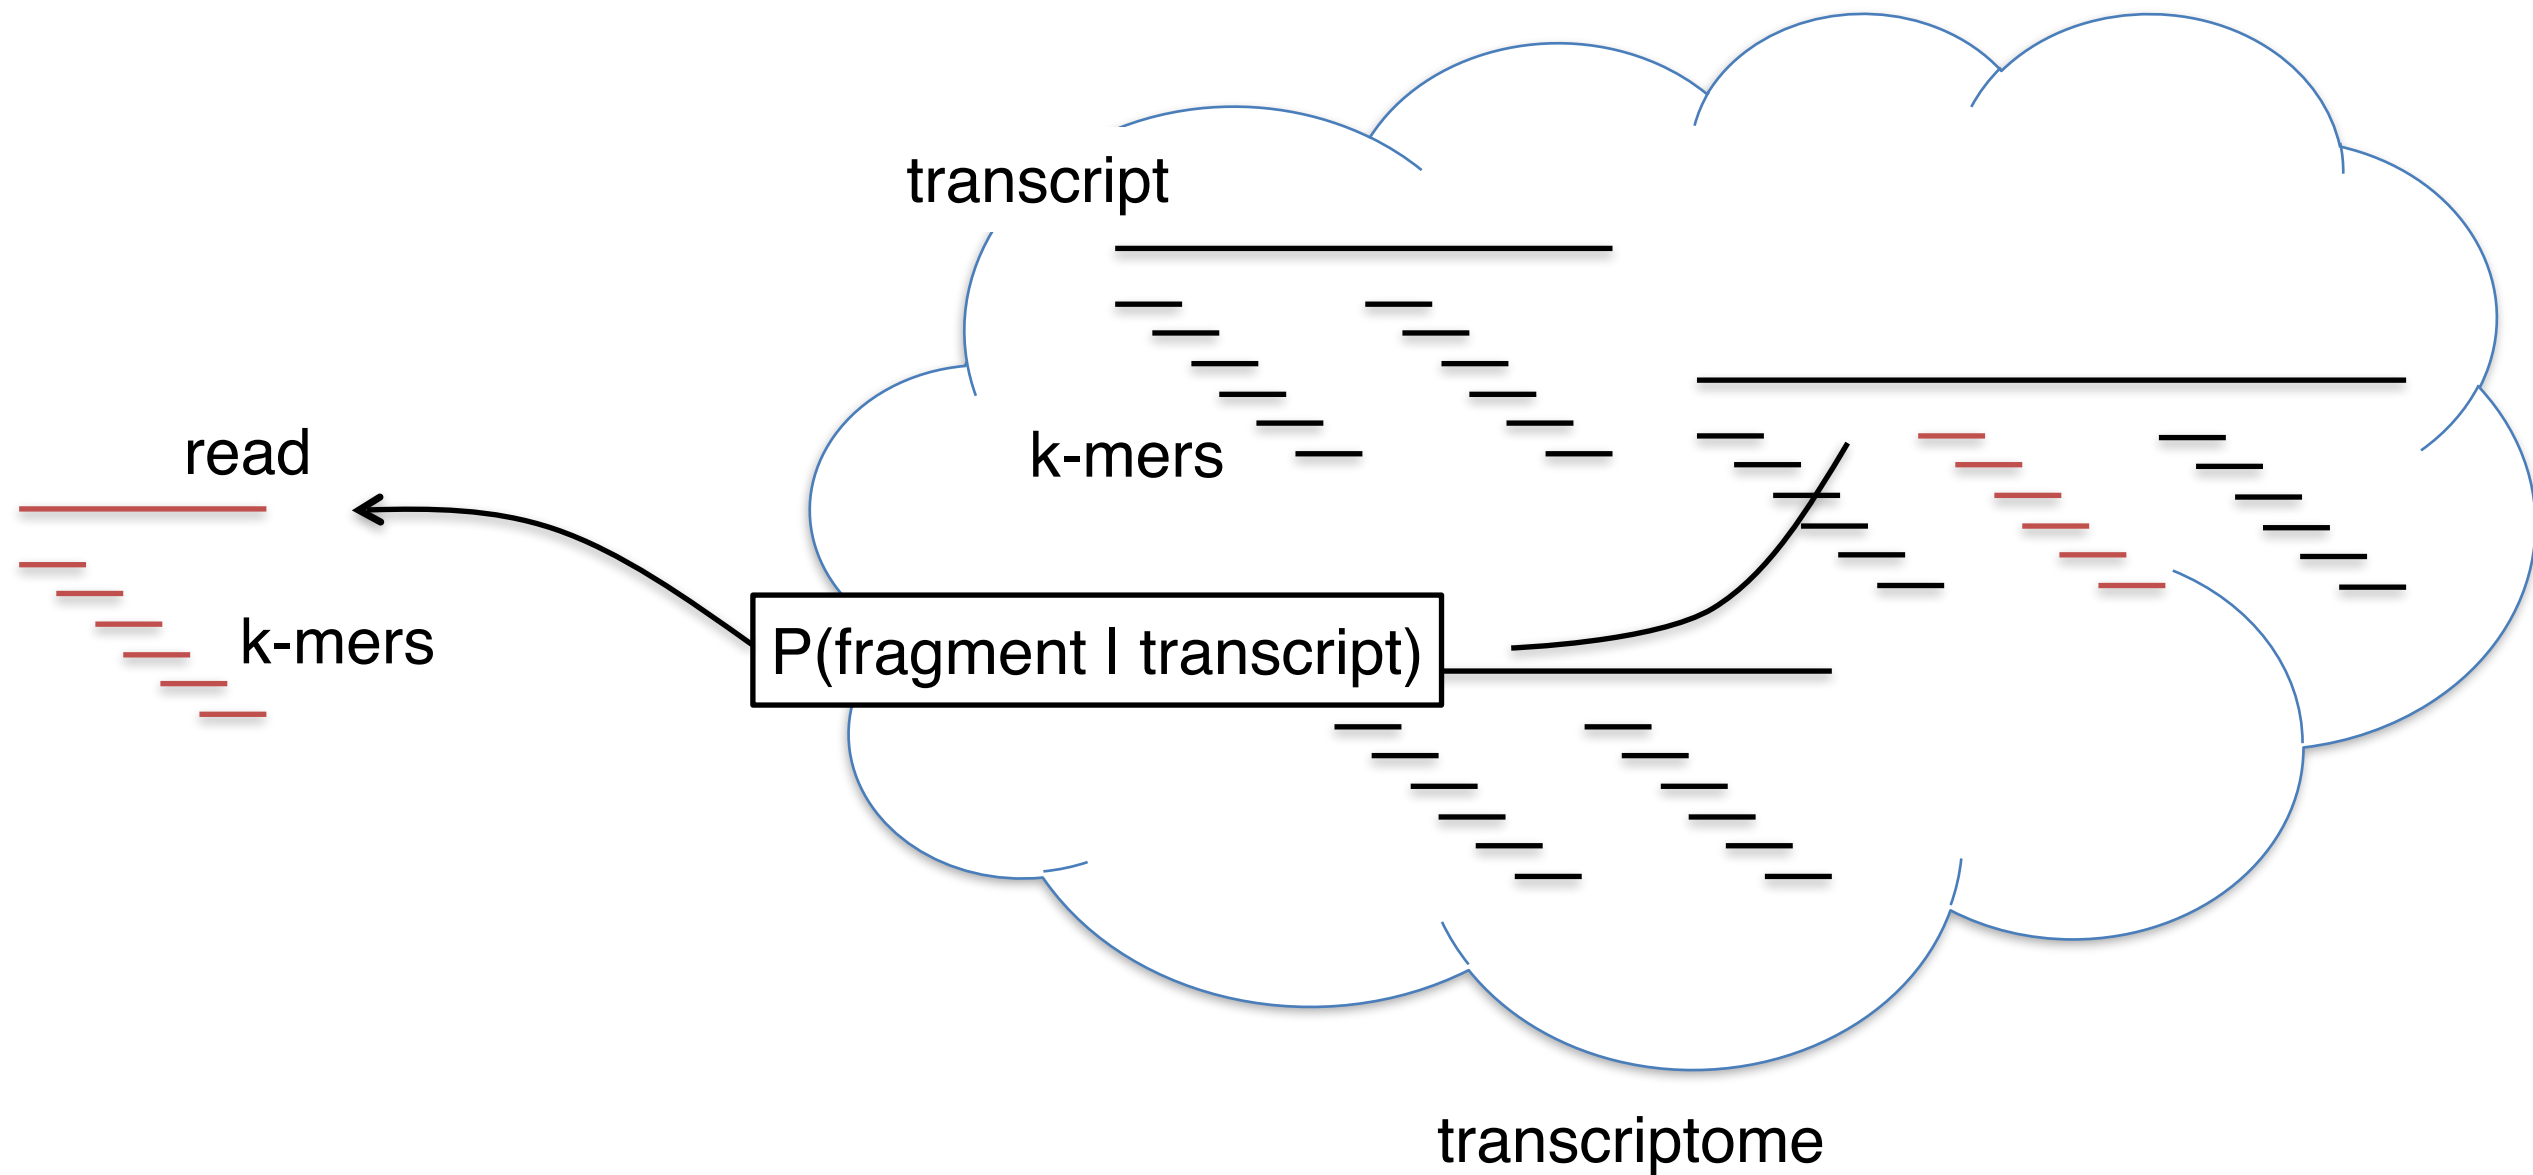 transcript
read
k-mers
k-mers
P(fragment | transcript)
transcriptome